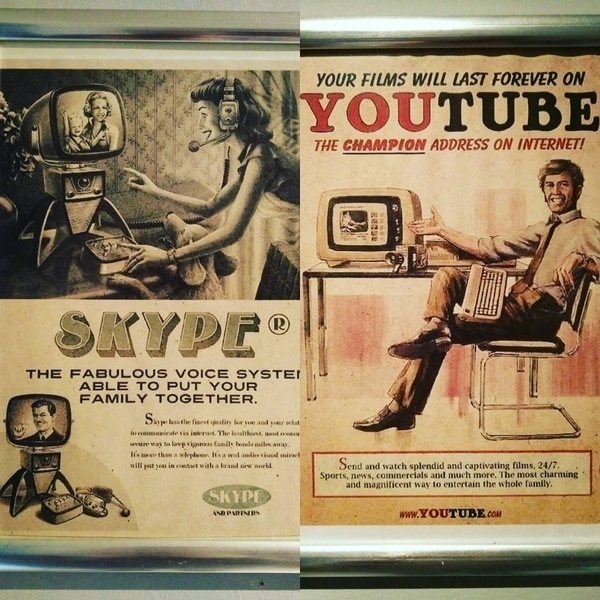 SKYPE ®
THE FABULOUS VOICE SYSTE
ABLE TO PUT YOUR
FAMILY TOGETHER.
Skype has the finest quality for you and your relat
to communicate via internet. The healthiest, most econo
secure way to keep vigorous family bonds miles away.
It's more than a telephone. It's a real audio visual mirac
will put you in contact with a brand new world.
SKYPE
AND PARTNERS
YOUR FILMS WILL LAST FOREVER ON
YOUTUBE
THE CHAMPION ADDRESS ON INTERNET!
Send and watch splendid and captivating films, 24/7.
Sports, news, commercials and much more. The most charming
and magnificent way to entertain the whole family.
WWW.YOUTUBE.COM